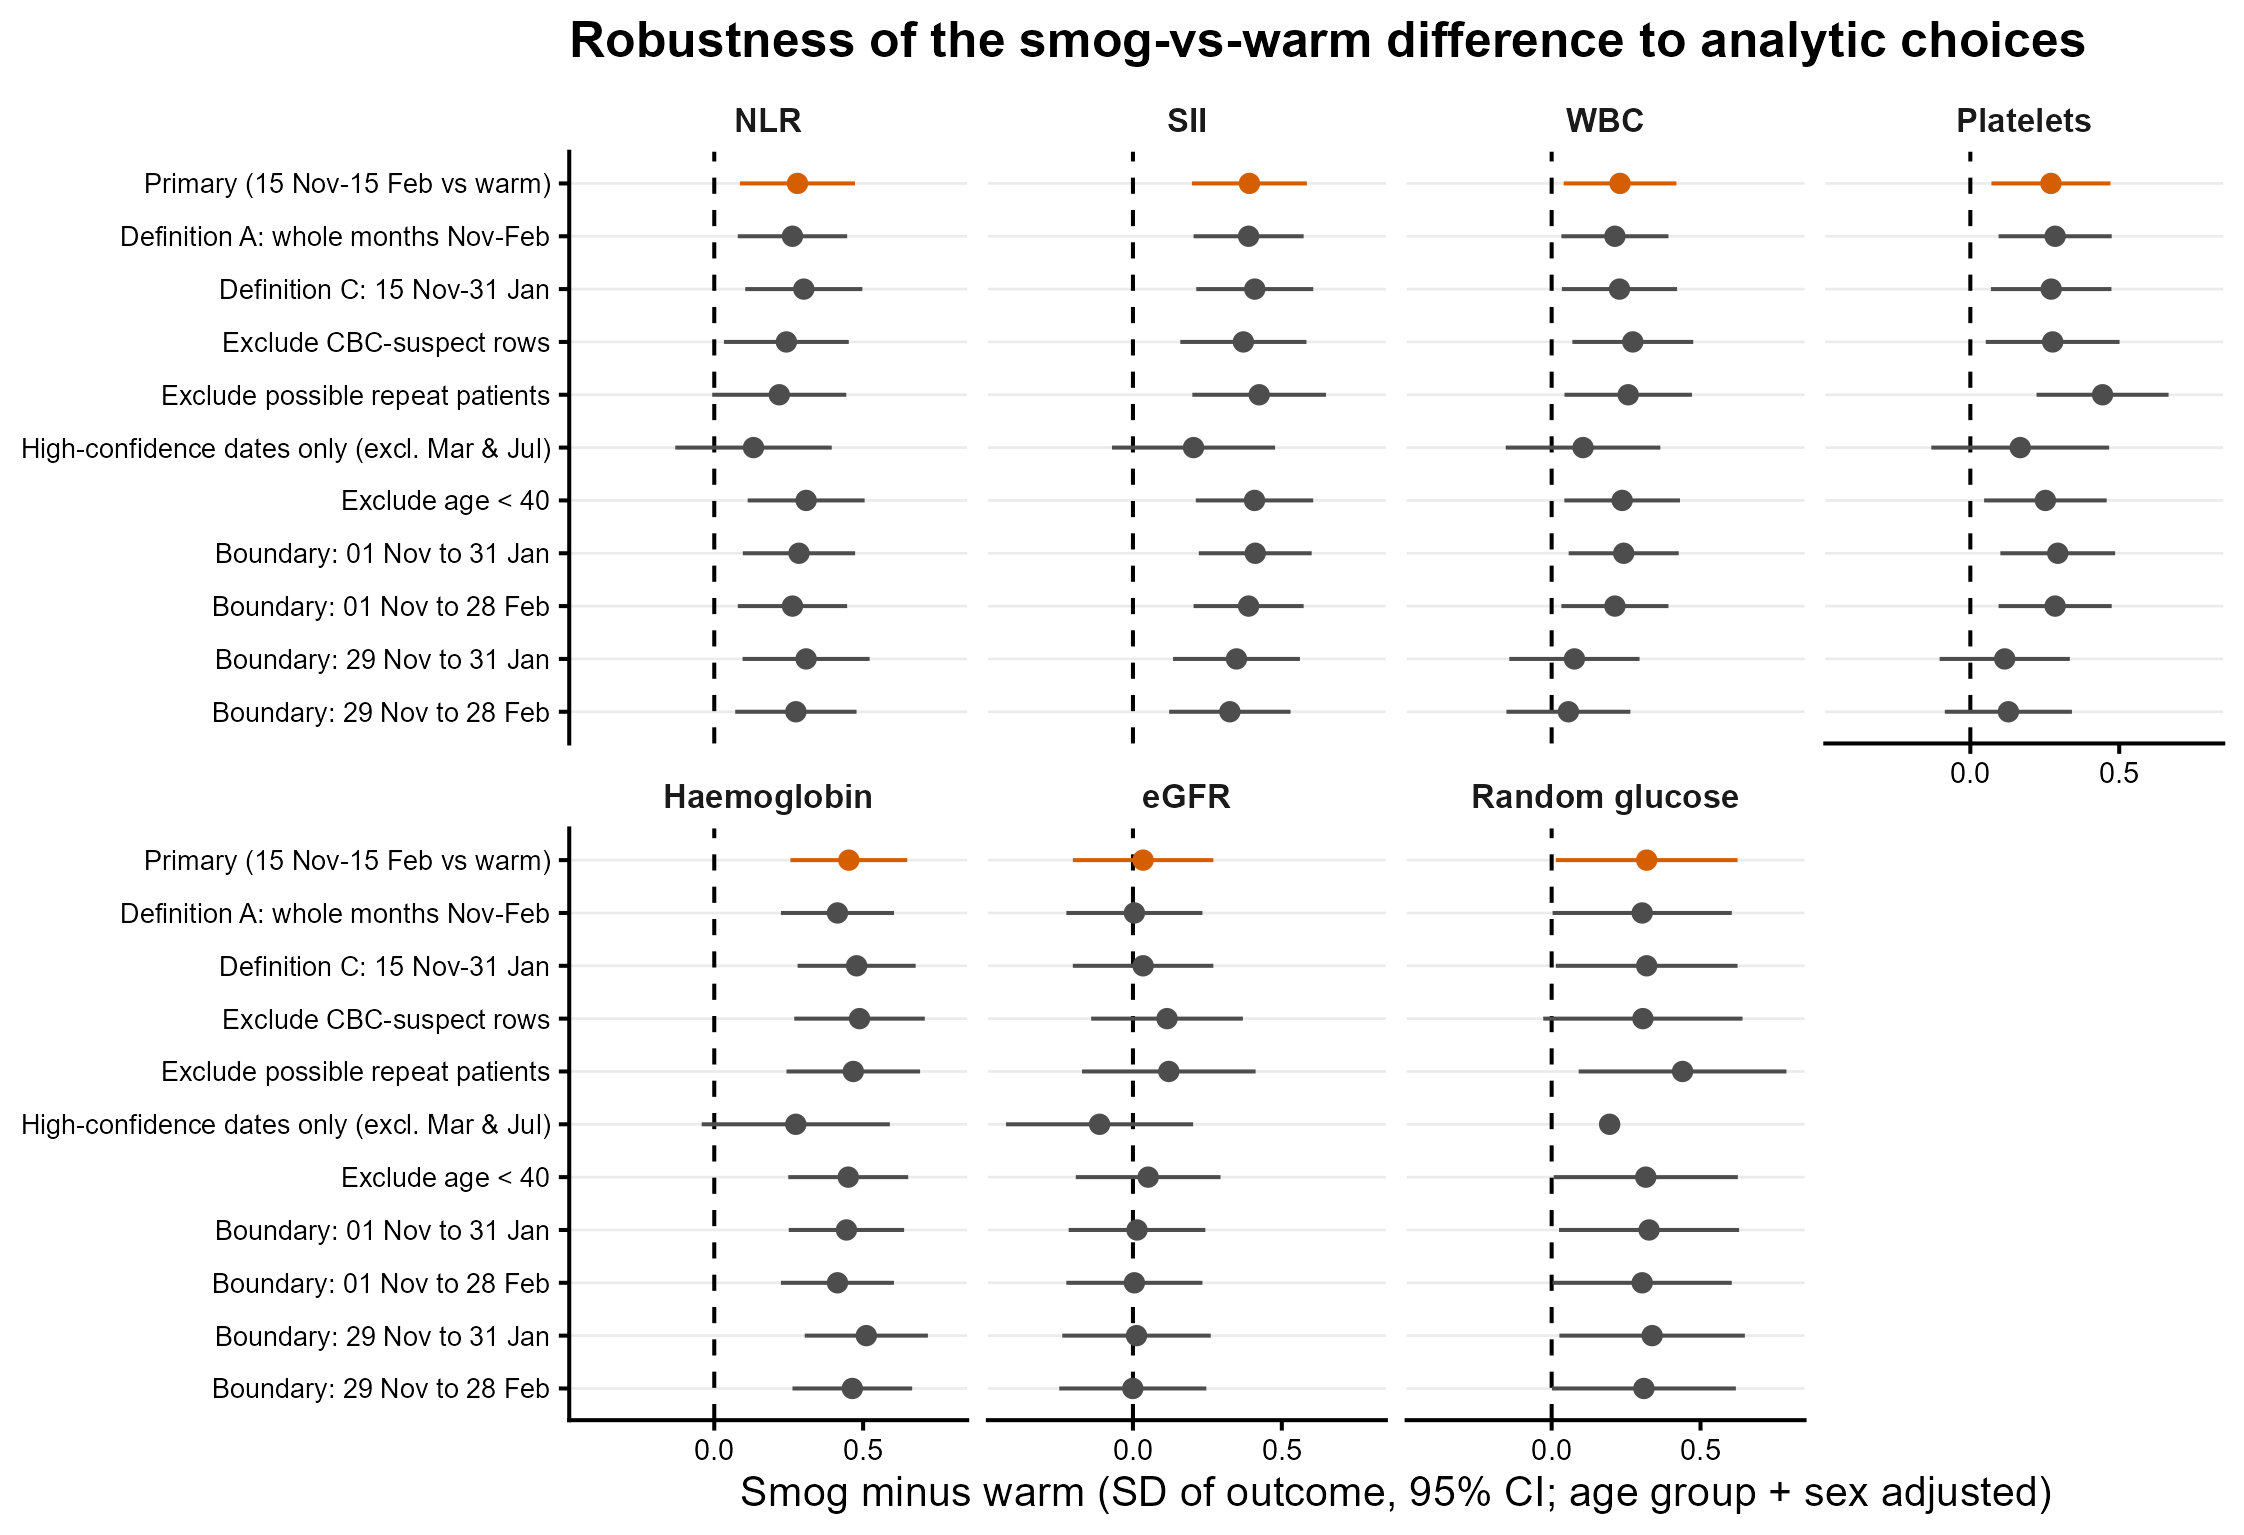 Robustness of the smog-vs-warm difference to analytic choices
NLR
SII
WBC
Platelets
Primary (15 Nov-15 Feb vs warm)
Definition A: whole months Nov-Feb
Definition C: 15 Nov-31 Jan
Exclude CBC-suspect rows
Exclude possible repeat patients
High-confidence dates only (excl. Mar & Jul)
Exclude age < 40
Boundary: 01 Nov to 31 Jan
Boundary: 01 Nov to 28 Feb
Boundary: 29 Nov to 31 Jan
Boundary: 29 Nov to 28 Feb
0.0
0.5
Haemoglobin
eGFR
Random glucose
Primary (15 Nov-15 Feb vs warm)
Definition A: whole months Nov-Feb
Definition C: 15 Nov-31 Jan
Exclude CBC-suspect rows
Exclude possible repeat patients
High-confidence dates only (excl. Mar & Jul)
Exclude age < 40
Boundary: 01 Nov to 31 Jan
Boundary: 01 Nov to 28 Feb
Boundary: 29 Nov to 31 Jan
Boundary: 29 Nov to 28 Feb
0.0
0.5
0.0
0.5
0.0
0.5
Smog minus warm (SD of outcome, 95% CI; age group + sex adjusted)